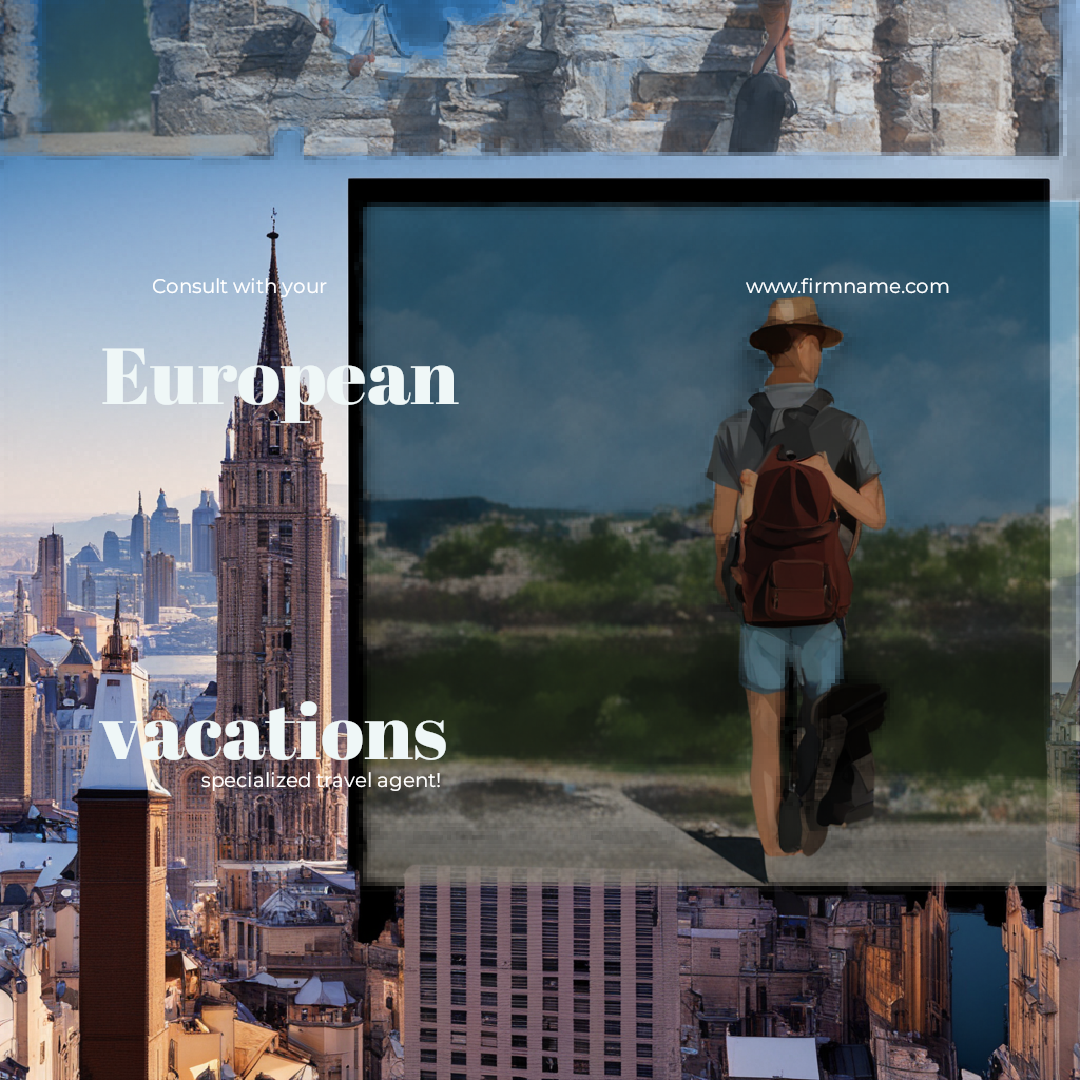 Consult with your
www.firmname.com
European
vacations
specialized travel agent!